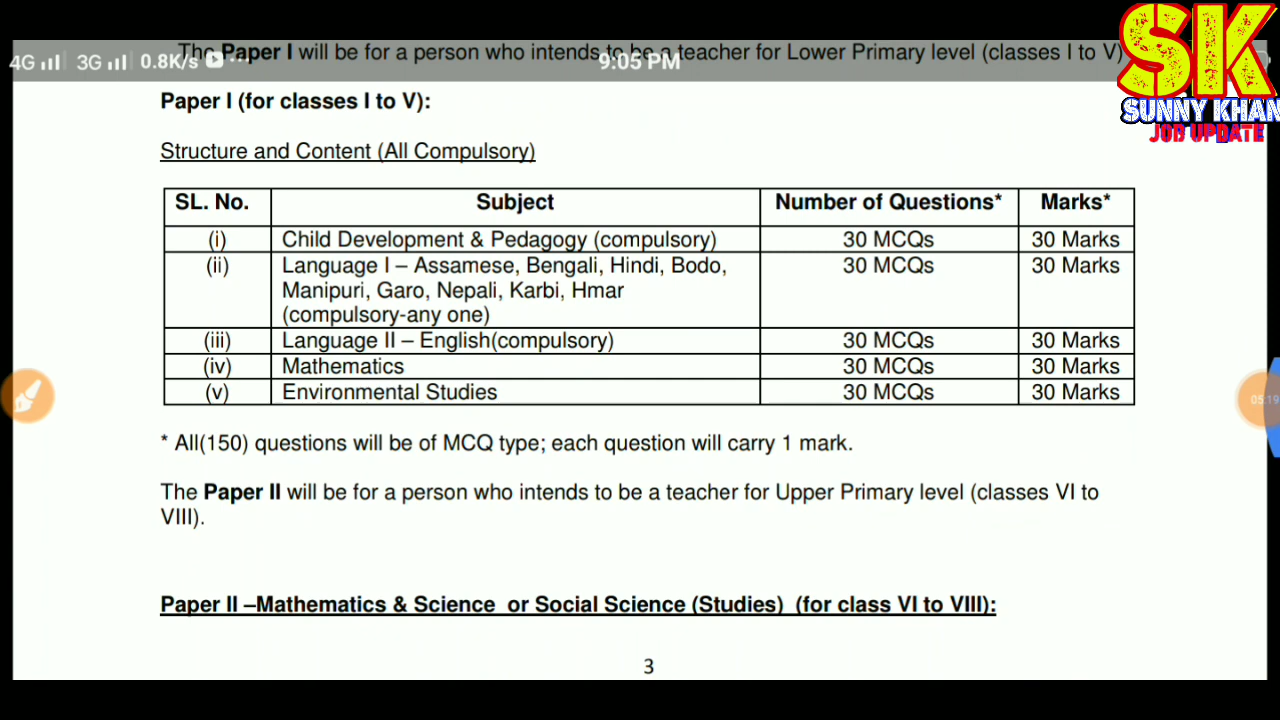 The Paper I will be for a person who intends to be a teacher for Lower Primary level (classes I to V)
4G 3G 0.8K/s 9:05 PM
SK
SUNNY KHAN
JOB UPDATE
Paper I (for classes I to V):
Structure and Content (All Compulsory)
SL. No. Subject Number of Questions* Marks*
(i) Child Development & Pedagogy (compulsory) 30 MCQs 30 Marks
(ii) Language I – Assamese, Bengali, Hindi, Bodo, 30 MCQs 30 Marks
Manipuri, Garo, Nepali, Karbi, Hmar
(compulsory-any one)
(iii) Language II – English(compulsory) 30 MCQs 30 Marks
(iv) Mathematics 30 MCQs 30 Marks
(v) Environmental Studies 30 MCQs 30 Marks
05:19
* All(150) questions will be of MCQ type; each question will carry 1 mark.
The Paper II will be for a person who intends to be a teacher for Upper Primary level (classes VI to
VIII).
Paper II –Mathematics & Science or Social Science (Studies) (for class VI to VIII):
3